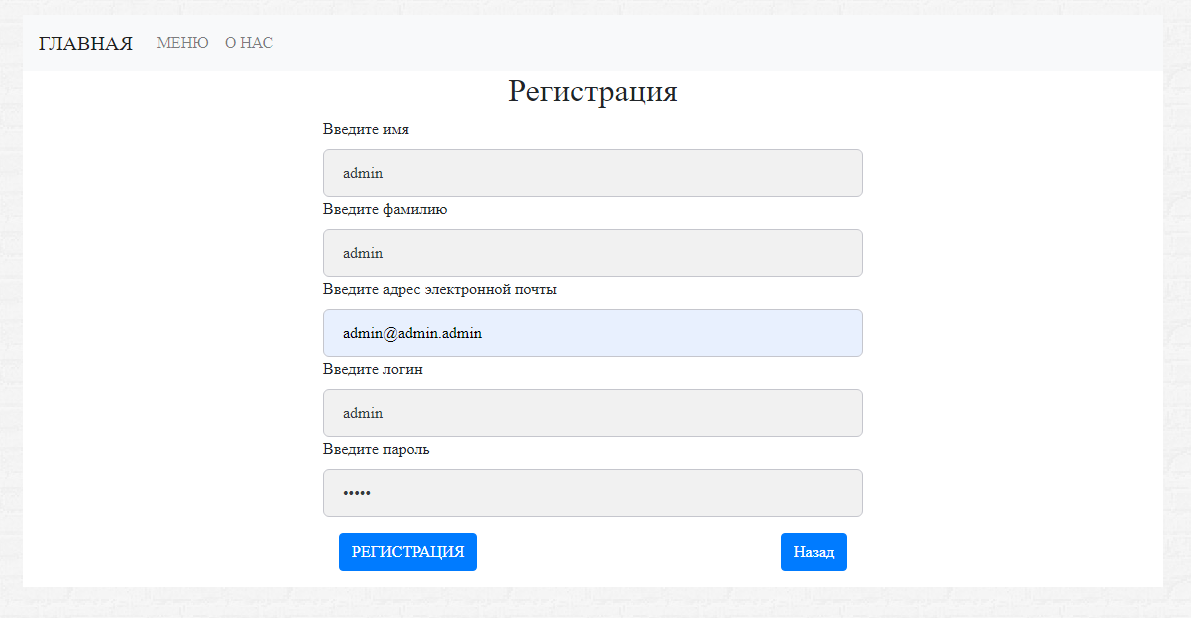 ГЛАВНАЯ МЕНЮ О НАС
Регистрация
Введите имя
admin
Введите фамилию
admin
Введите адрес электронной почты
admin@admin.admin
Введите логин
admin
Введите пароль
•••••
РЕГИСТРАЦИЯ Назад